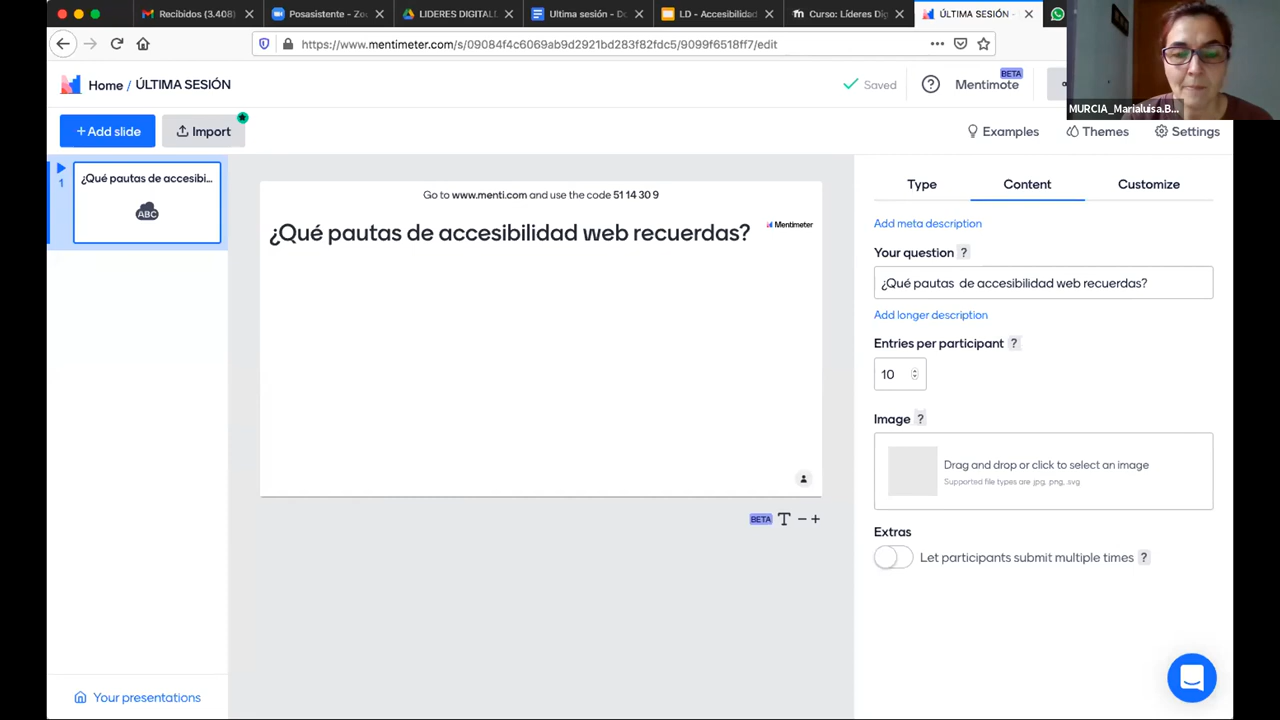 Recibidos (3.408)
Posasistente - Zoo
LIDERES DIGITALE
Ultima sesión - Do
LD - Accesibilidad
Curso: Líderes Dig
ÚLTIMA SESIÓN -
https://www.mentimeter.com/s/09084f4c6069ab9d2921bd283f82fdc5/9099f6518ff7/edit
MURCIA_Marialuisa.B...
Home / ÚLTIMA SESIÓN
Saved
Mentimote
BETA
+Add slide
Import
Examples
Themes
Settings
1
¿Qué pautas de accesibi...
ABC
Go to www.menti.com and use the code 51 14 30 9
¿Qué pautas de accesibilidad web recuerdas?
Mentimeter
BETA T − +
Type
Content
Customize
Add meta description
Your question ?
¿Qué pautas  de accesibilidad web recuerdas?
Add longer description
Entries per participant ?
10
Image ?
Drag and drop or click to select an image
Supported file types are jpg, png, .svg
Extras
Let participants submit multiple times ?
Your presentations